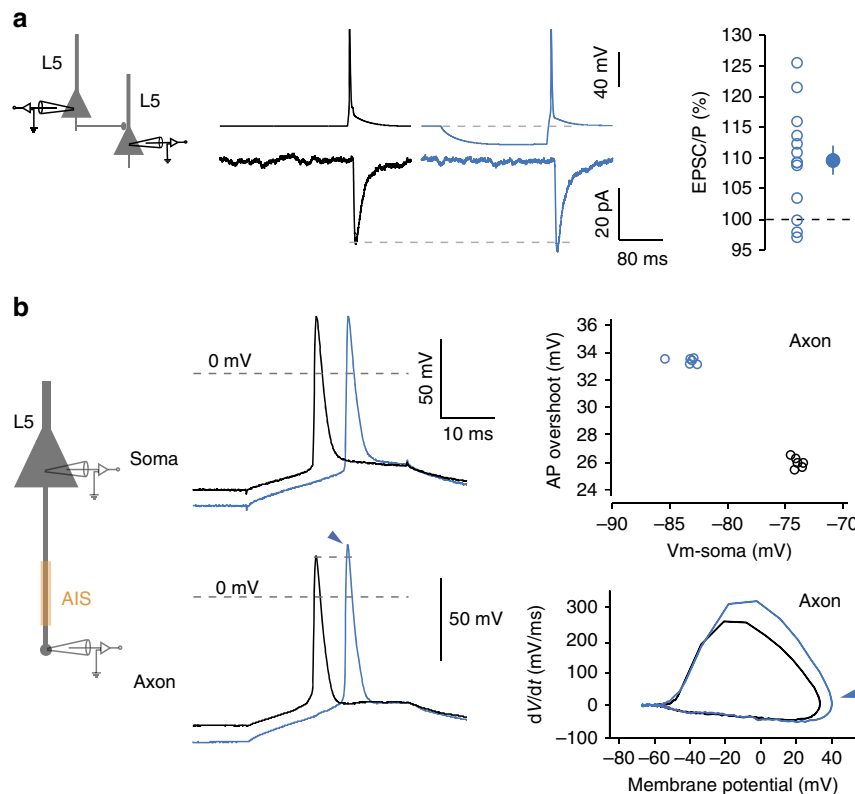 a
L5
L5
40 mV
20 pA
80 ms
EPSC/P (%)
130
125
120
115
110
105
100
95
b
L5
Soma
AIS
Axon
0 mV
50 mV
10 ms
0 mV
50 mV
AP overshoot (mV)
36
34
32
30
28
26
24
Axon
–90 –85 –80 –75 –70
Vm-soma (mV)
dV/dt (mV/ms)
300
200
100
0
–100
Axon
–80 –60 –40 –20 0 20 40
Membrane potential (mV)